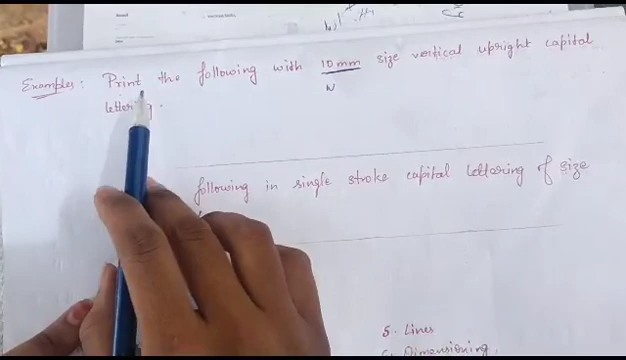 Examples: Print the following with 10 mm size vertical upright capital
lettering.
following in single stroke capital lettering of size
5. Lines
Dimensioning,